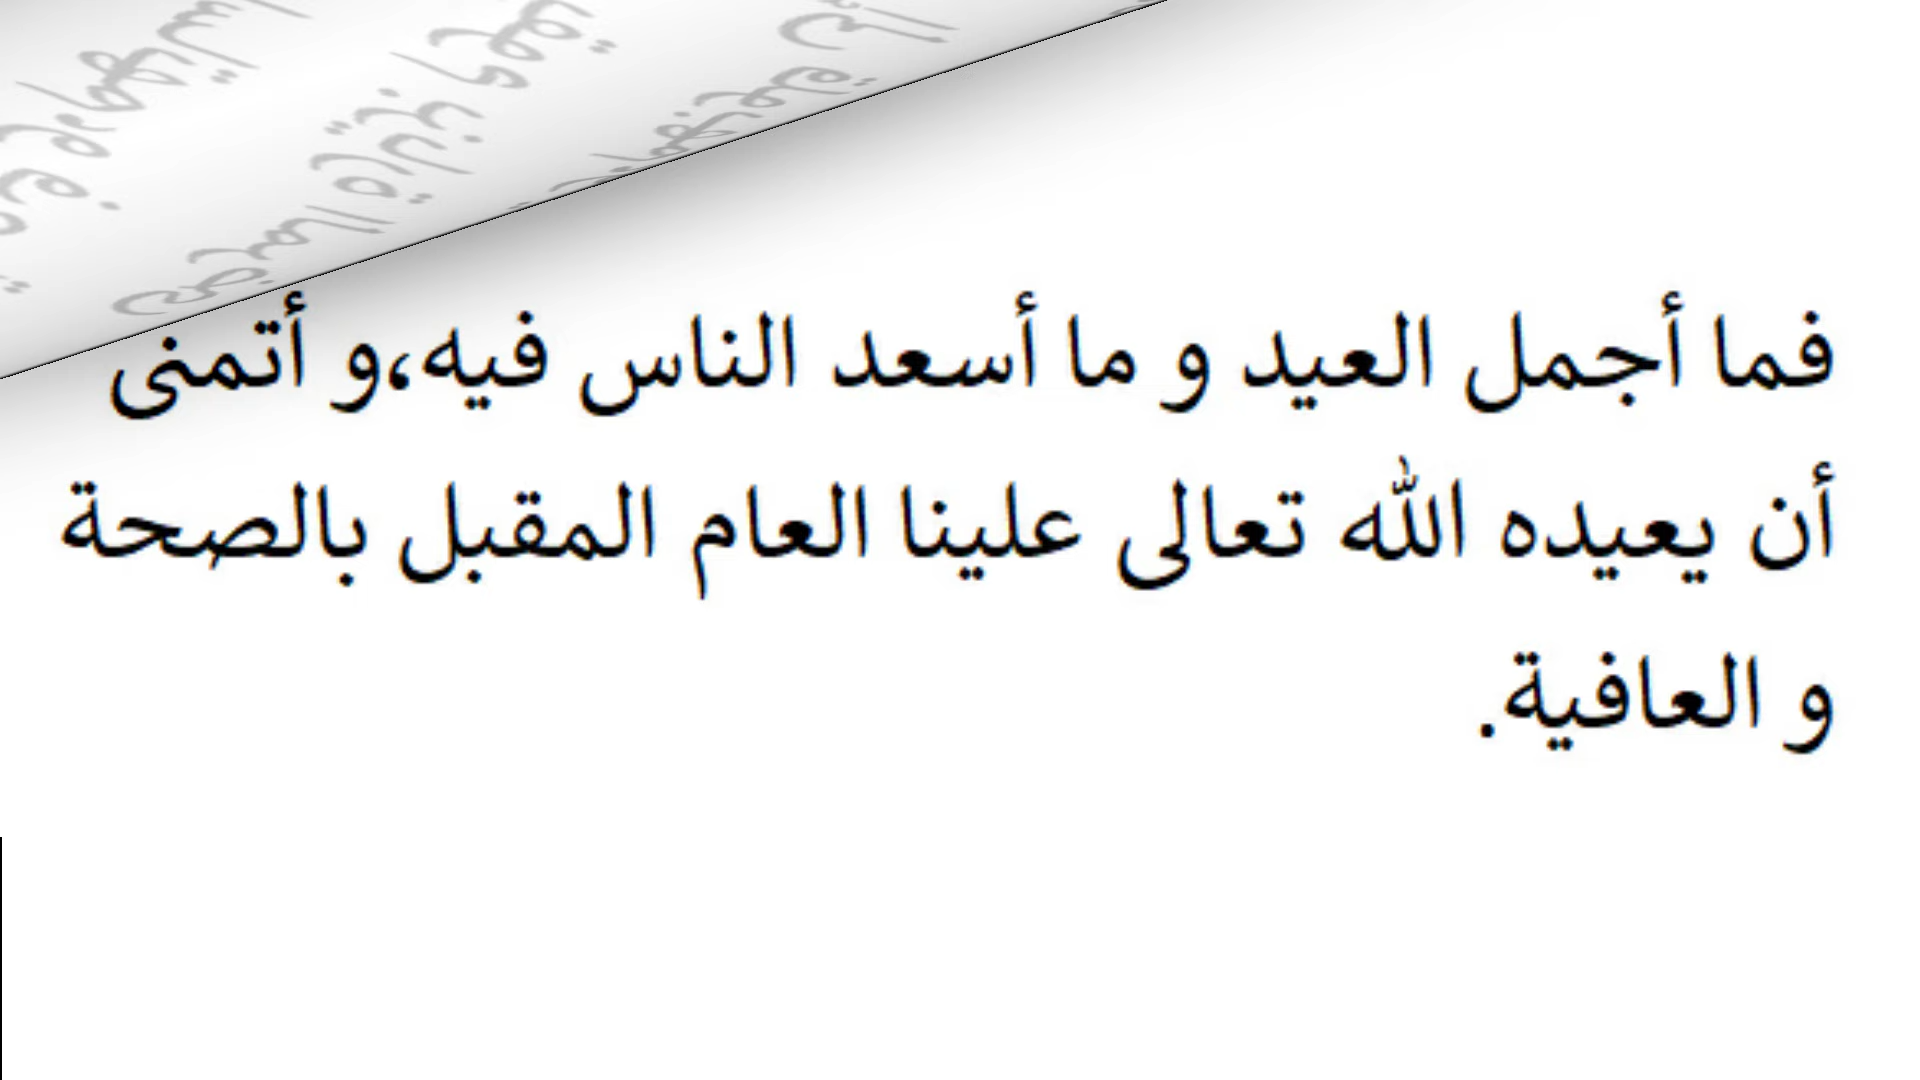 فما أجمل العيد و ما أسعد الناس فيه،و أتمنى
أن يعيده الله تعالى علينا العام المقبل بالصحة
و العافية.